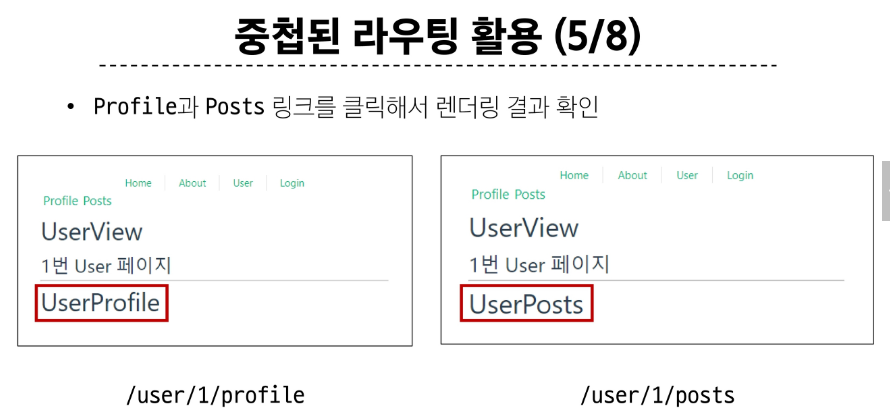 중첩된 라우팅 활용 (5/8)
• Profile과 Posts 링크를 클릭해서 렌더링 결과 확인
Home About User Login
Profile Posts
UserView
1번 User 페이지
UserProfile
/user/1/profile
Home About User Login
Profile Posts
UserView
1번 User 페이지
UserPosts
/user/1/posts